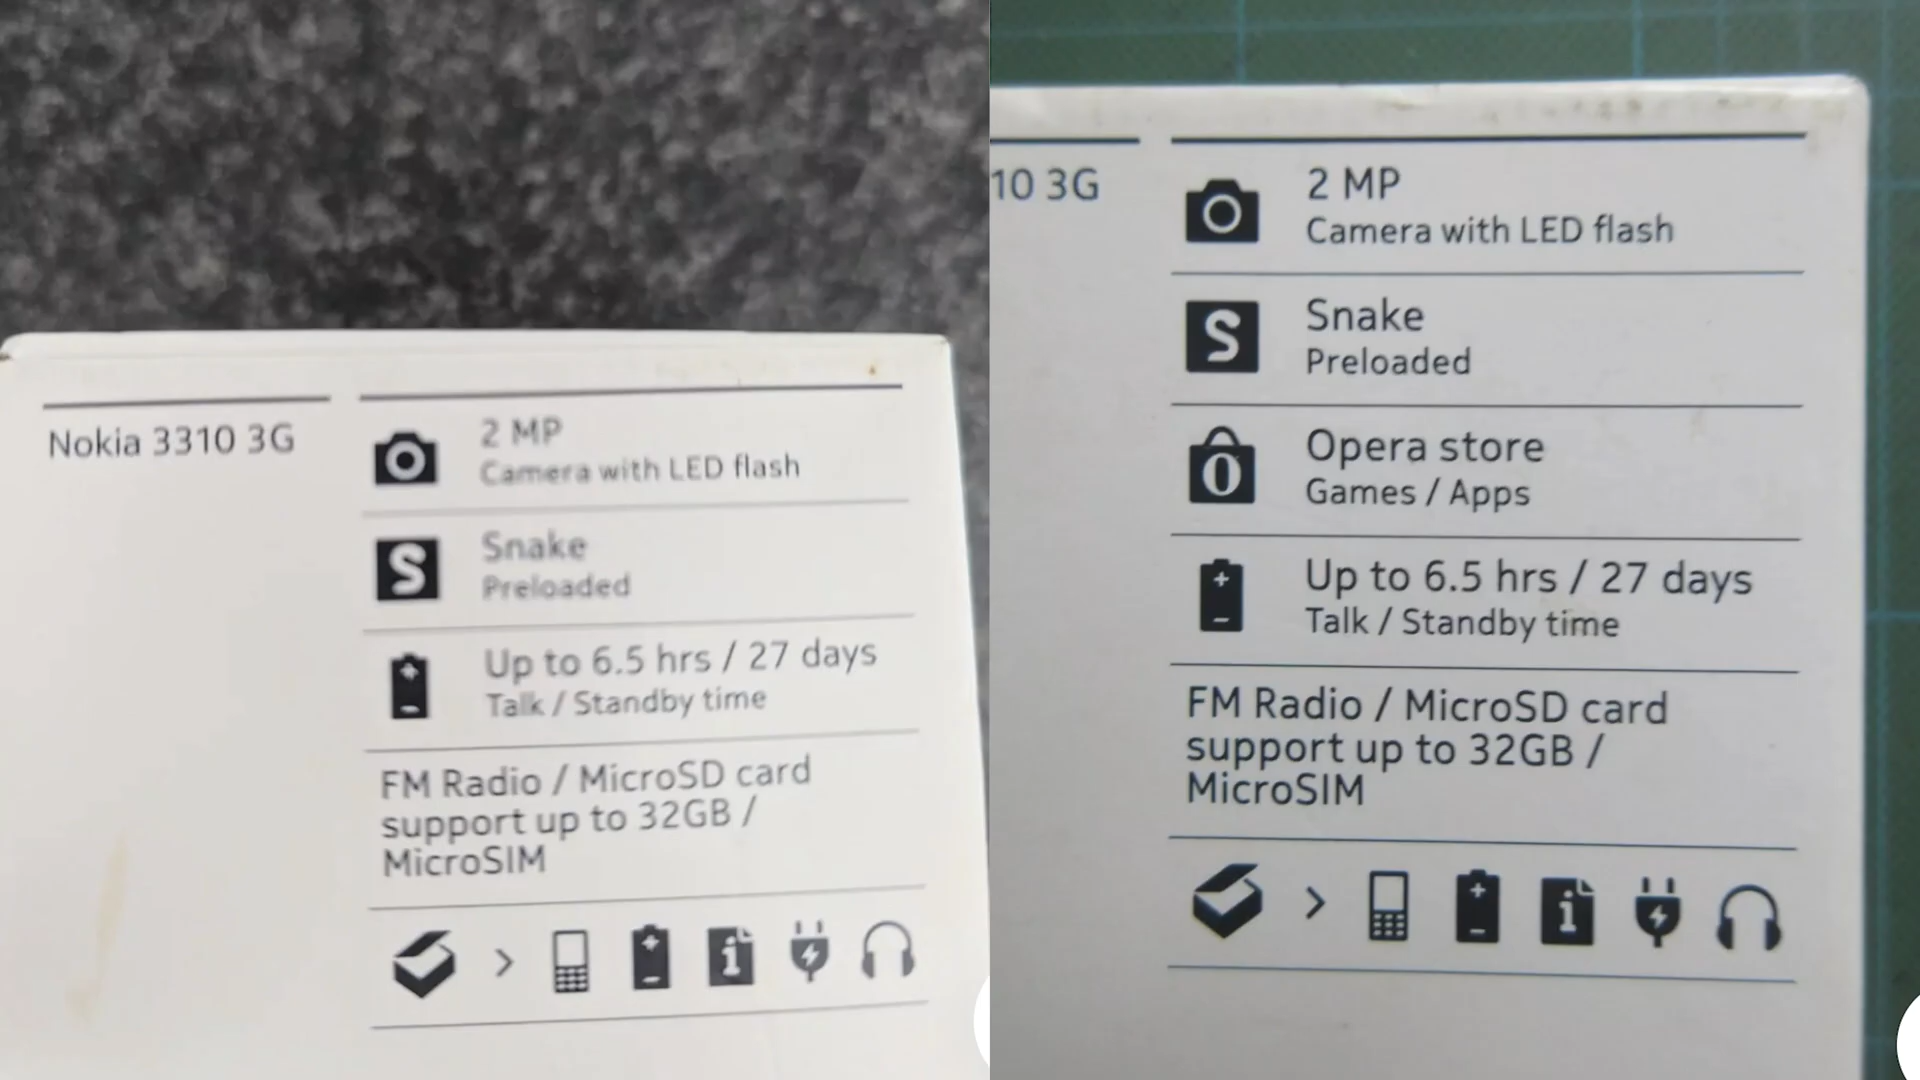 Nokia 3310 3G
2 MP
Camera with LED flash
S
Snake
Preloaded
Up to 6.5 hrs / 27 days
Talk / Standby time
FM Radio / MicroSD card
support up to 32GB /
MicroSIM
10 3G
2 MP
Camera with LED flash
S
Snake
Preloaded
Opera store
Games / Apps
Up to 6.5 hrs / 27 days
Talk / Standby time
FM Radio / MicroSD card
support up to 32GB /
MicroSIM